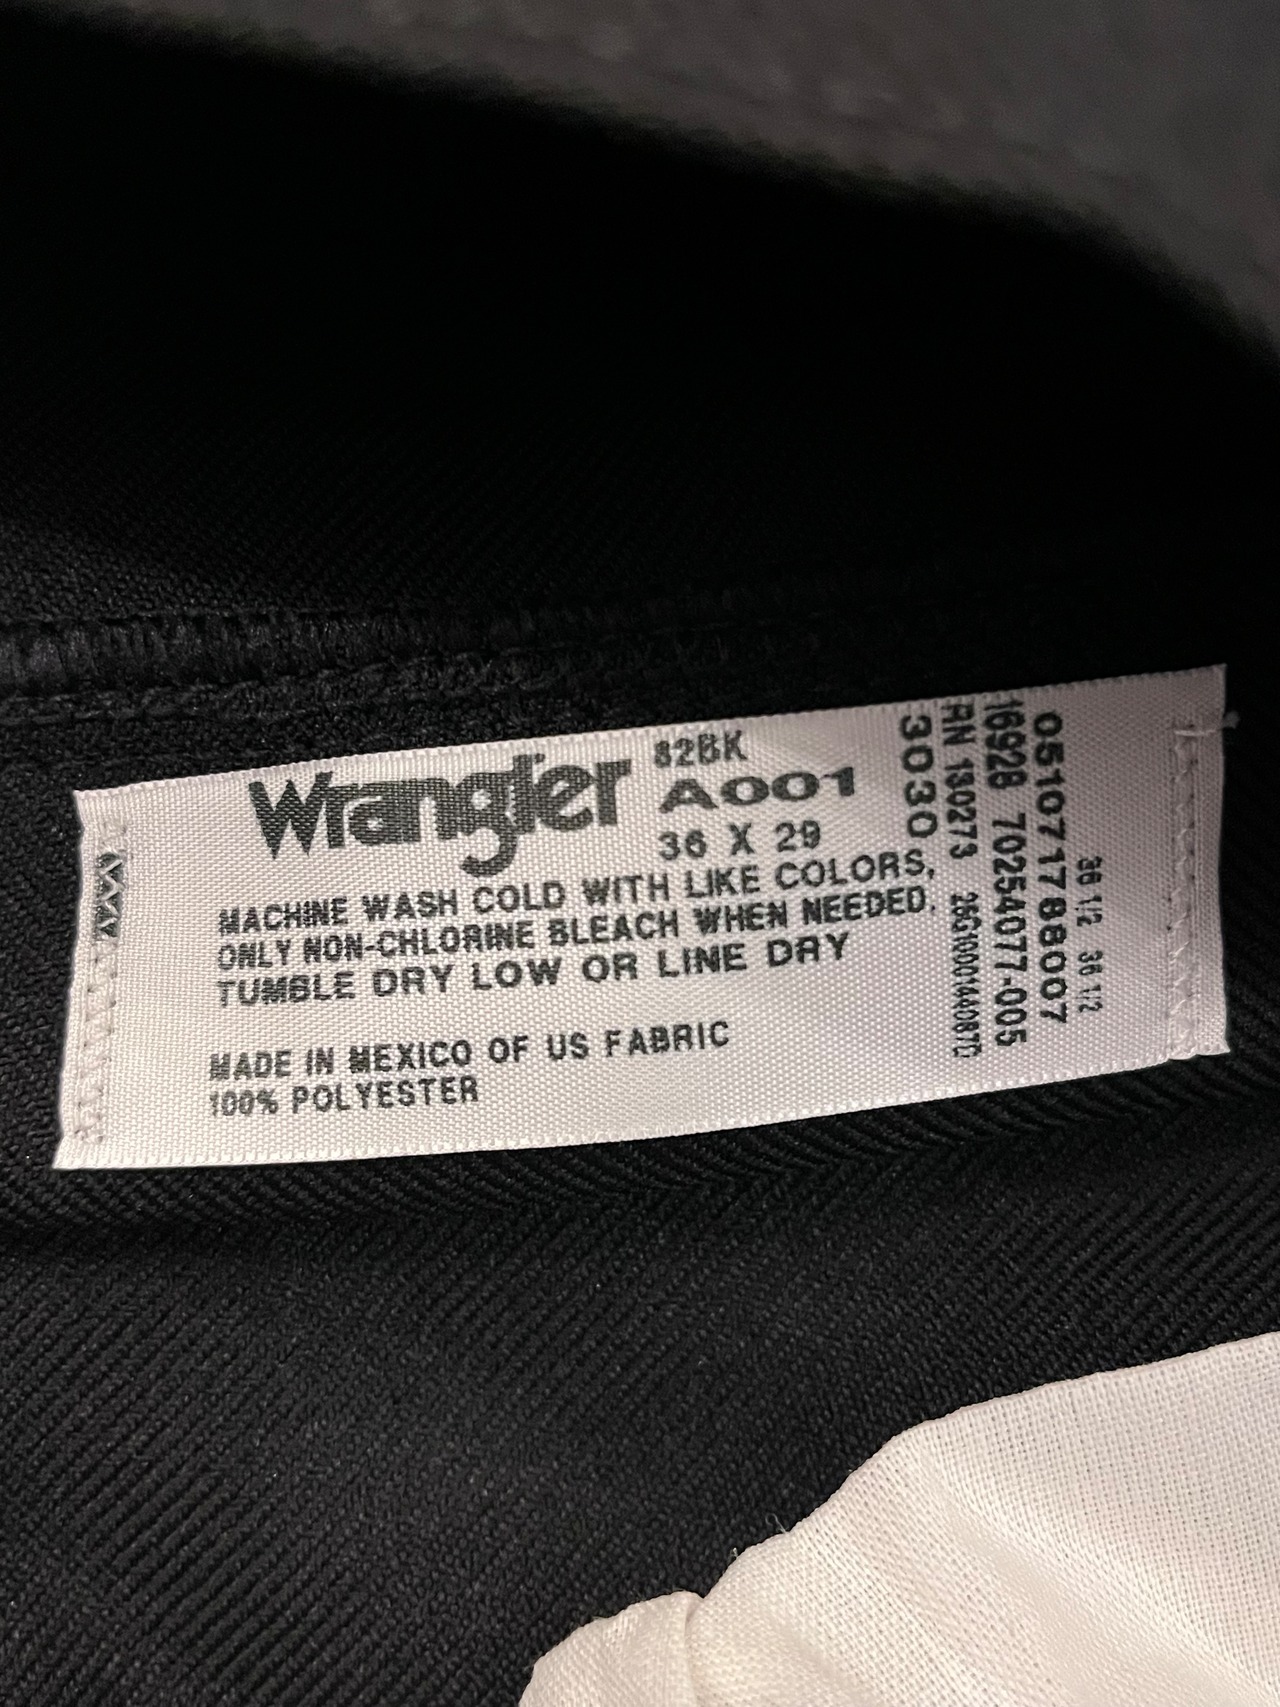 Wrangler
82BK
A001
36 X 29
MACHINE WASH COLD WITH LIKE COLORS,
ONLY NON-CHLORINE BLEACH WHEN NEEDED.
TUMBLE DRY LOW OR LINE DRY
MADE IN MEXICO OF US FABRIC
100% POLYESTER
3030
RN 130273
16928 70254077-005
051071788007
36 1/2 36 1/2